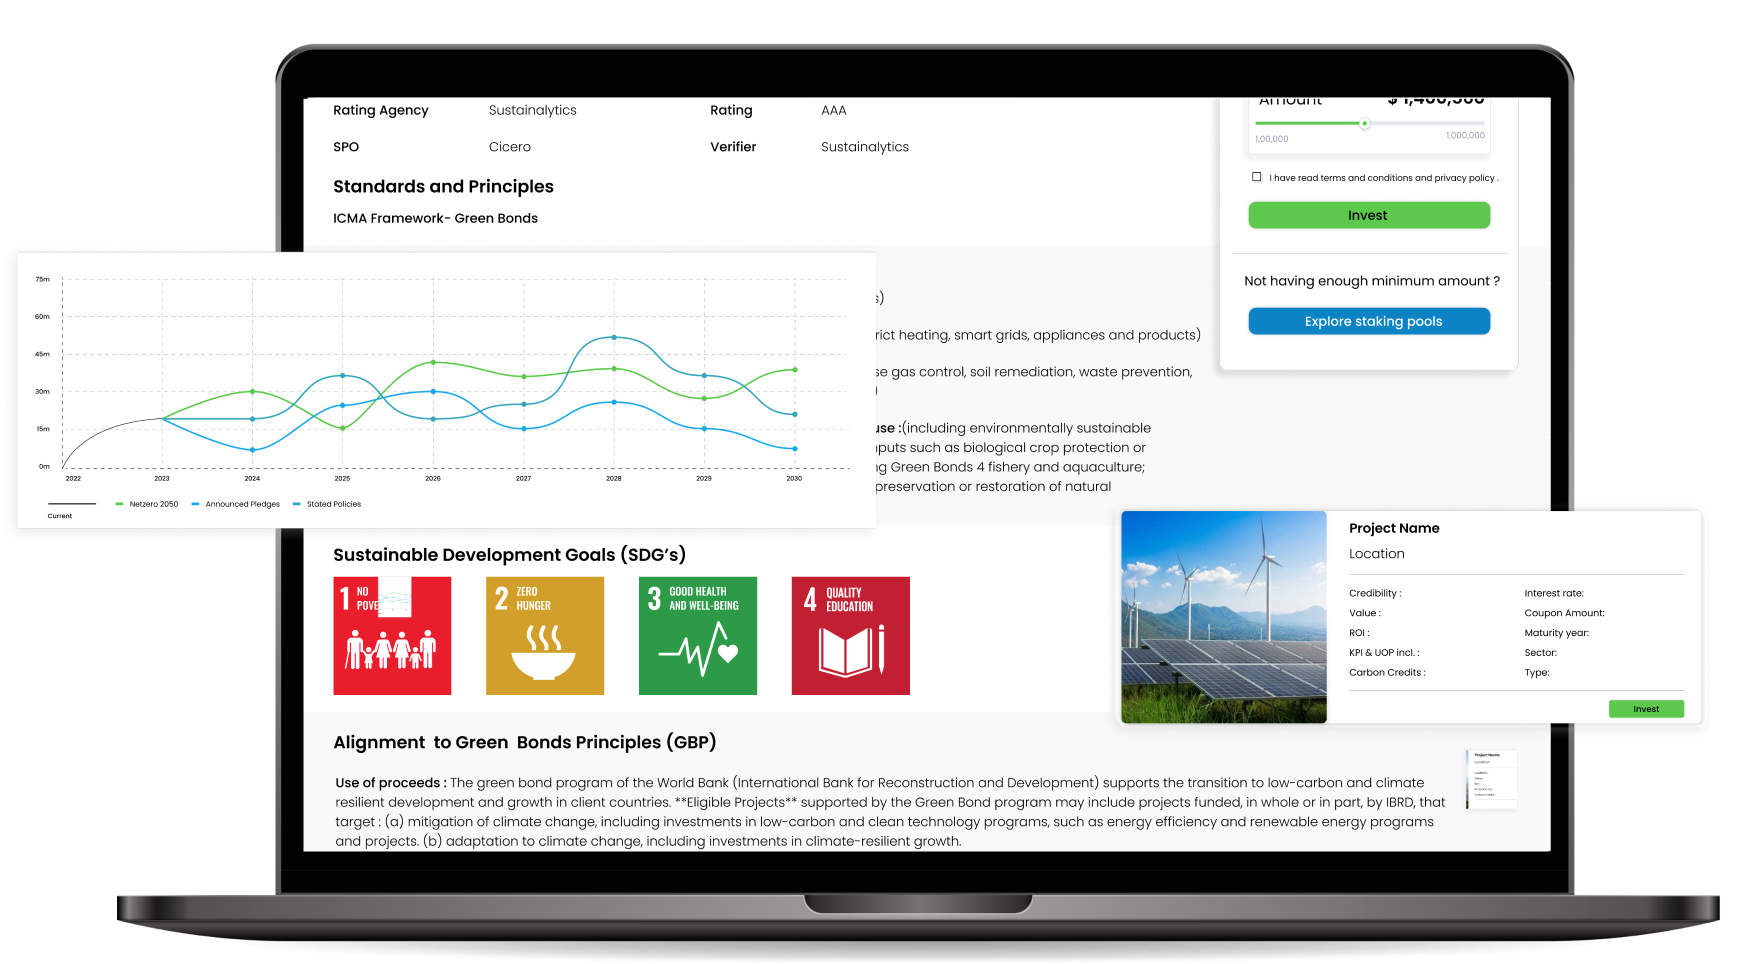 Rating Agency Sustainalytics Rating AAA
SPO Cicero Verifier Sustainalytics
Standards and Principles
ICMA Framework- Green Bonds
Amount $ 1,400,500
1,00,000 1,000,000
I have read terms and conditions and privacy policy .
Invest
Not having enough minimum amount ?
Explore staking pools
75m
60m
45m
30m
15m
0m
2022 2023 2024 2025 2026 2027 2028 2029 2030
Current Netzero 2050 Announced Pledges Stated Policies
s)
rict heating, smart grids, appliances and products)
se gas control, soil remediation, waste prevention,
)
use :(including environmentally sustainable
nputs such as biological crop protection or
ng Green Bonds 4 fishery and aquaculture;
preservation or restoration of natural
Sustainable Development Goals (SDG's)
1 NO
POVE
2 ZERO
HUNGER
3 GOOD HEALTH
AND WELL-BEING
4 QUALITY
EDUCATION
Project Name
Location
Credibility : Interest rate:
Value : Coupon Amount:
ROI : Maturity year:
KPI & UOP incl. : Sector:
Carbon Credits : Type:
Invest
Alignment to Green Bonds Principles (GBP)
Use of proceeds : The green bond program of the World Bank (International Bank for Reconstruction and Development) supports the transition to low-carbon and climate
resilient development and growth in client countries. **Eligible Projects** supported by the Green Bond program may include projects funded, in whole or in part, by IBRD, that
target : (a) mitigation of climate change, including investments in low-carbon and clean technology programs, such as energy efficiency and renewable energy programs
and projects. (b) adaptation to climate change, including investments in climate-resilient growth.
Project Name
Location